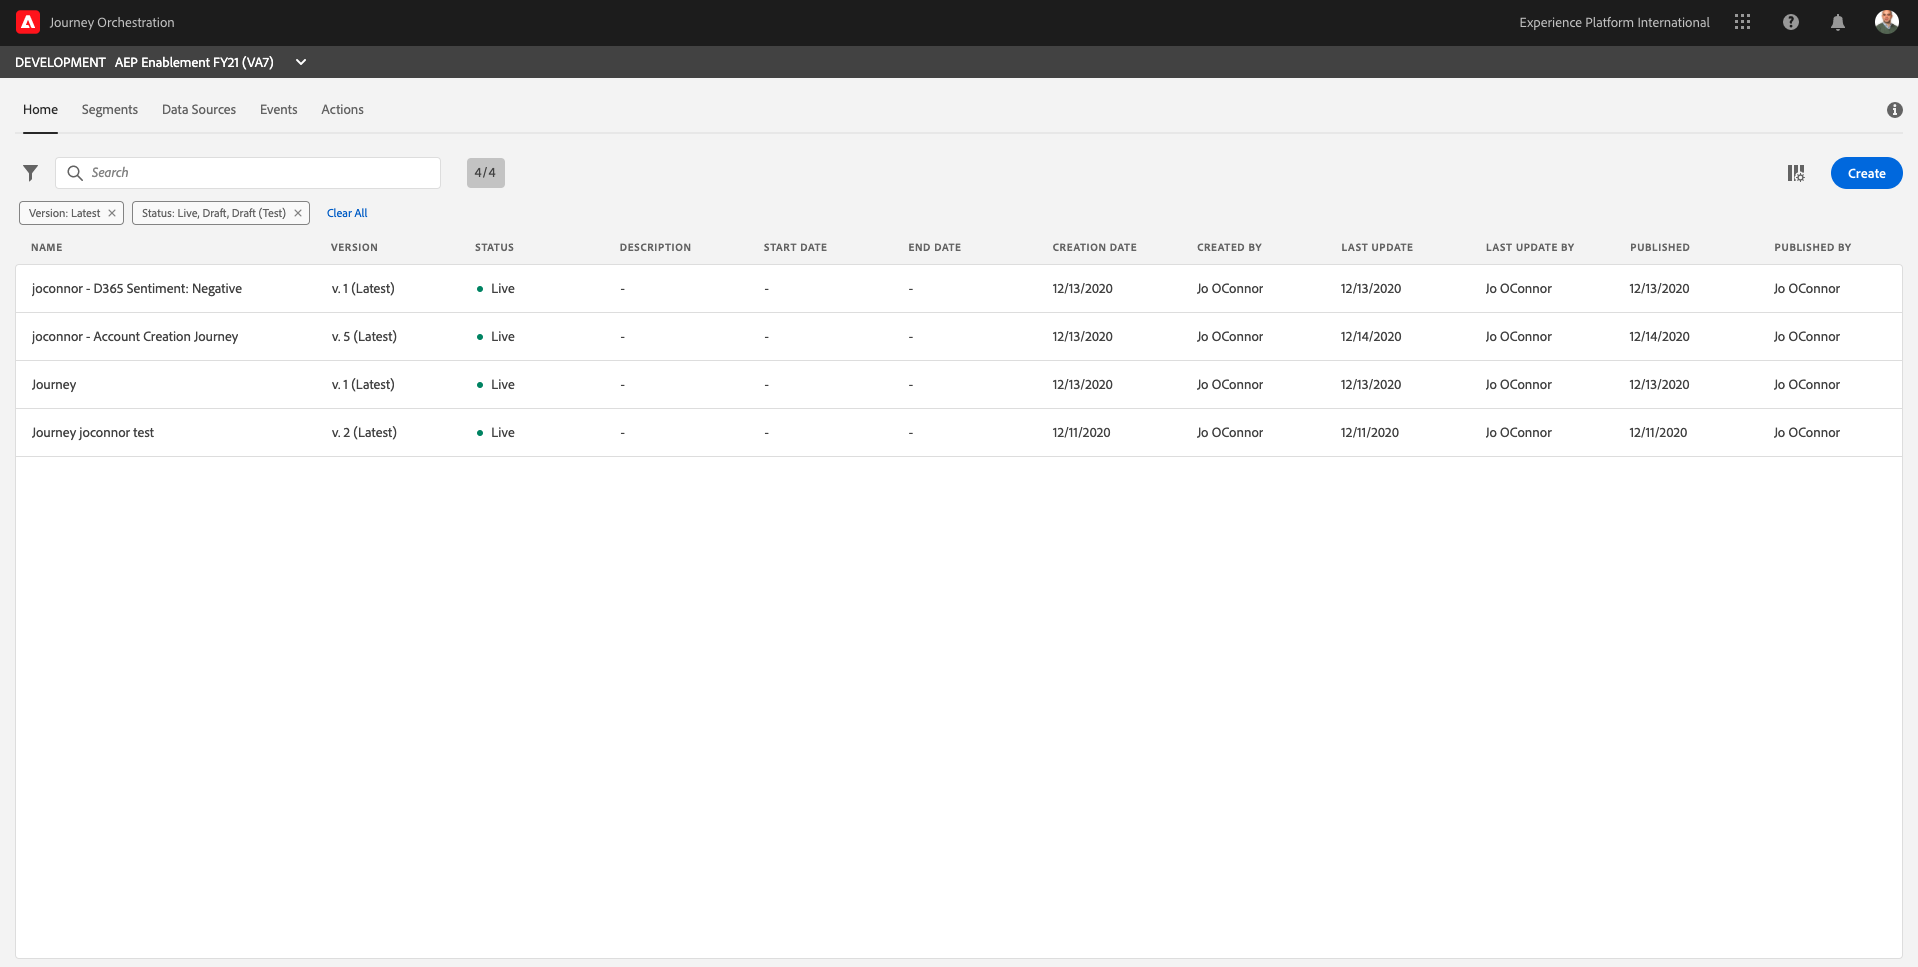 Journey Orchestration Experience Platform International
DEVELOPMENT AEP Enablement FY21 (VA7)
Home Segments Data Sources Events Actions
Search 4/4 Create
Version: Latest Status: Live, Draft, Draft (Test) Clear All
NAME VERSION STATUS DESCRIPTION START DATE END DATE CREATION DATE CREATED BY LAST UPDATE LAST UPDATE BY PUBLISHED PUBLISHED BY
joconnor - D365 Sentiment: Negative v. 1 (Latest) Live - - - 12/13/2020 Jo OConnor 12/13/2020 Jo OConnor 12/13/2020 Jo OConnor
joconnor - Account Creation Journey v. 5 (Latest) Live - - - 12/13/2020 Jo OConnor 12/14/2020 Jo OConnor 12/14/2020 Jo OConnor
Journey v. 1 (Latest) Live - - - 12/13/2020 Jo OConnor 12/13/2020 Jo OConnor 12/13/2020 Jo OConnor
Journey joconnor test v. 2 (Latest) Live - - - 12/11/2020 Jo OConnor 12/11/2020 Jo OConnor 12/11/2020 Jo OConnor